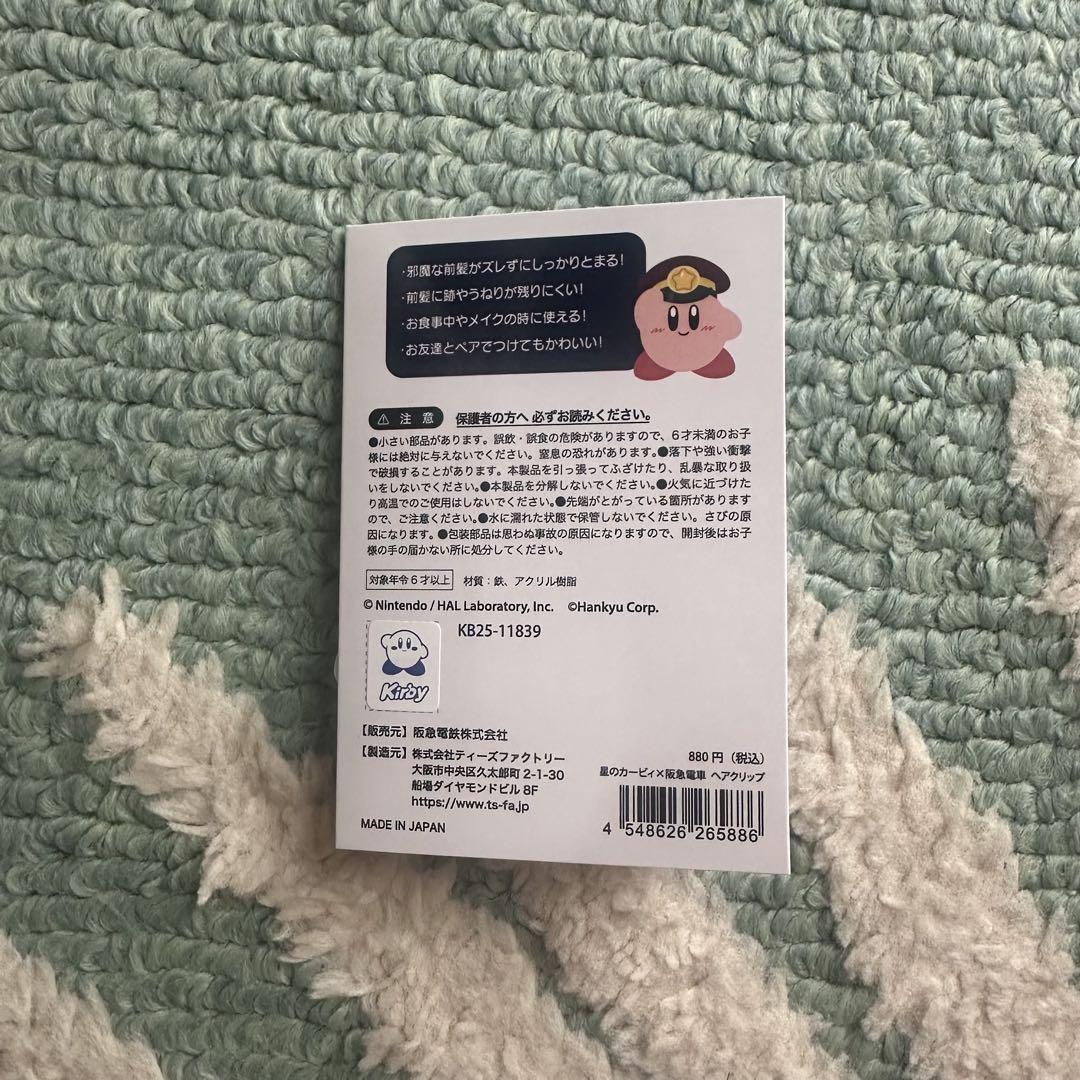 ・邪魔な前髪がズレずにしっかりとまる!
・前髪に跡やうねりが残りにくい!
・お食事中やメイクの時に使える!
・お友達とペアでつけてもかわいい!
⚠ 注意 保護者の方へ 必ずお読みください。
●小さい部品があります。誤飲・誤食の危険がありますので、6才未満のお子
様には絶対に与えないでください。窒息の恐れがあります。●落下や強い衝撃
で破損することがあります。本製品を引っ張ってふざけたり、乱暴な取り扱
いをしないでください。●本製品を分解しないでください。●火気に近づけた
り高温でのご使用はしないでください。●先端がとがっている箇所があります
ので、ご注意ください。●水に濡れた状態で保管しないでください。さびの原
因になります。●包装部品は思わぬ事故の原因になりますので、開封後はお子
様の手の届かない所に処分してください。
対象年令6才以上 材質：鉄、アクリル樹脂
© Nintendo / HAL Laboratory, Inc. ©Hankyu Corp.
KB25-11839
Kirby
【販売元】阪急電鉄株式会社
【製造元】株式会社ティーズファクトリー
大阪市中央区久太郎町 2-1-30
船場ダイヤモンドビル 8F
https://www.ts-fa.jp
MADE IN JAPAN
880 円（税込）
星のカービィ×阪急電車 ヘアクリップ
4 548626 265886